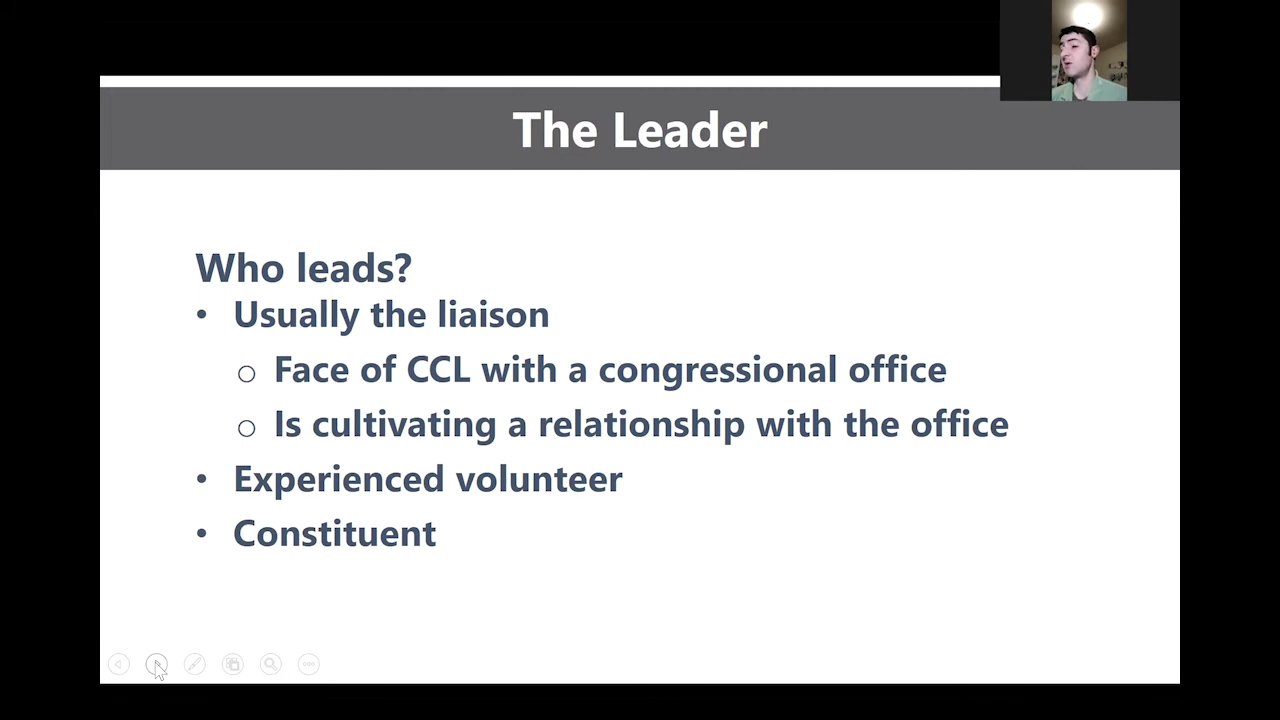 The Leader
Who leads?
• Usually the liaison
o Face of CCL with a congressional office
o Is cultivating a relationship with the office
• Experienced volunteer
• Constituent